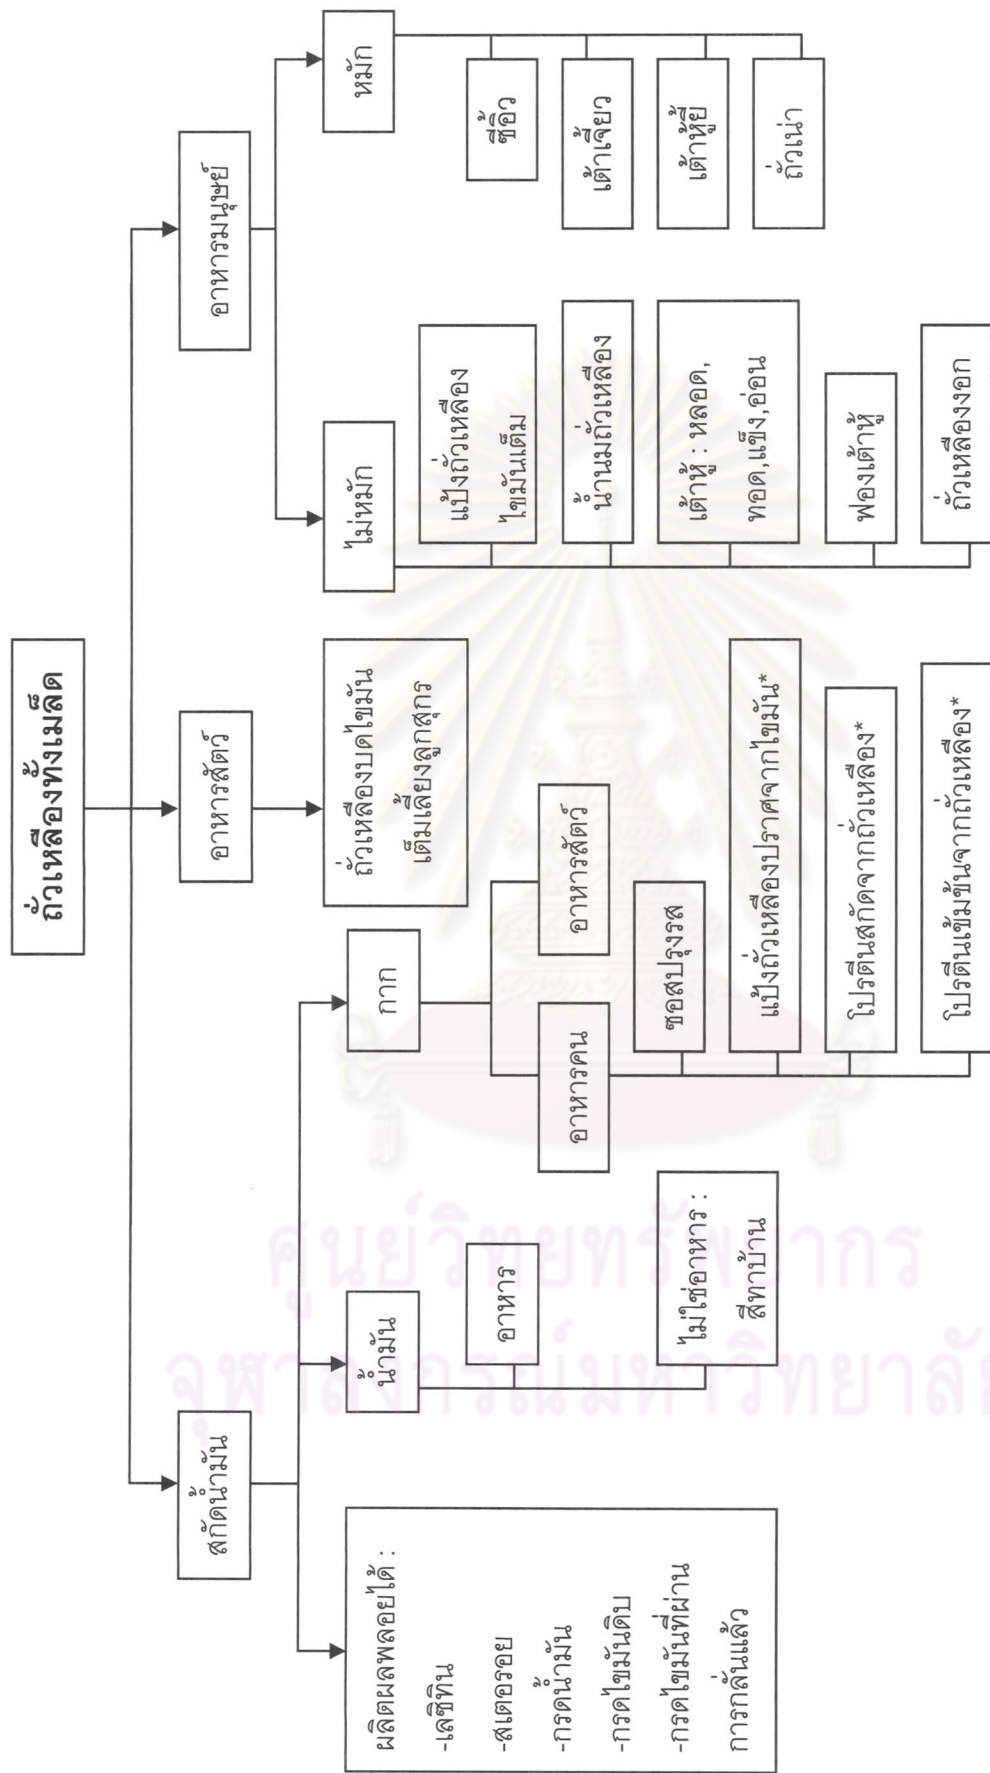 ถั่วเหลืองทั้งเมล็ด
สกัดน้ำมัน
อาหารสัตว์
อาหารมนุษย์
ผลิตผลพลอยได้ :
-เลซิทิน
-สเตอรอย
-กรดน้ำมัน
-กรดไขมันดิบ
-กรดไขมันที่ผ่าน
การกลั่นแล้ว
น้ำมัน
อาหาร
ไม่ใช่อาหาร :
สีทาบ้าน
กาก
อาหารคน
อาหารสัตว์
ซอสปรุงรส
แป้งถั่วเหลืองปราศจากไขมัน*
โปรตีนสกัดจากถั่วเหลือง*
โปรตีนเข้มข้นจากถั่วเหลือง*
ถั่วเหลืองบดไขมัน
เต็มเลี้ยงลูกสุกร
ไม่หมัก
แป้งถั่วเหลือง
ไขมันเต็ม
น้ำนมถั่วเหลือง
เต้าหู้ : หลอด,
ทอด,แข็ง,อ่อน
ฟองเต้าหู้
ถั่วเหลืองงอก
หมัก
ซีอิ้ว
เต้าเจี้ยว
เต้าหู้ยี้
ถั่วเน่า
ศูนย์วิทยทรัพยากร
จุฬาลงกรณ์มหาวิทยาลัย